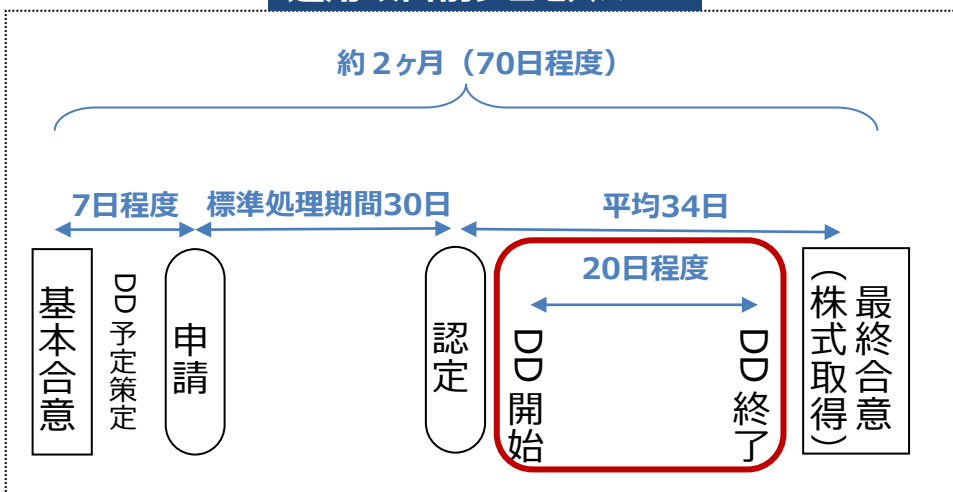 約2ヶ月(70日程度)
7日程度
標準処理期間30日
平均34日
20日程度
基本合意
DD予定策定
申請
認定
DD開始
DD終了
最終合意
(株式取得)